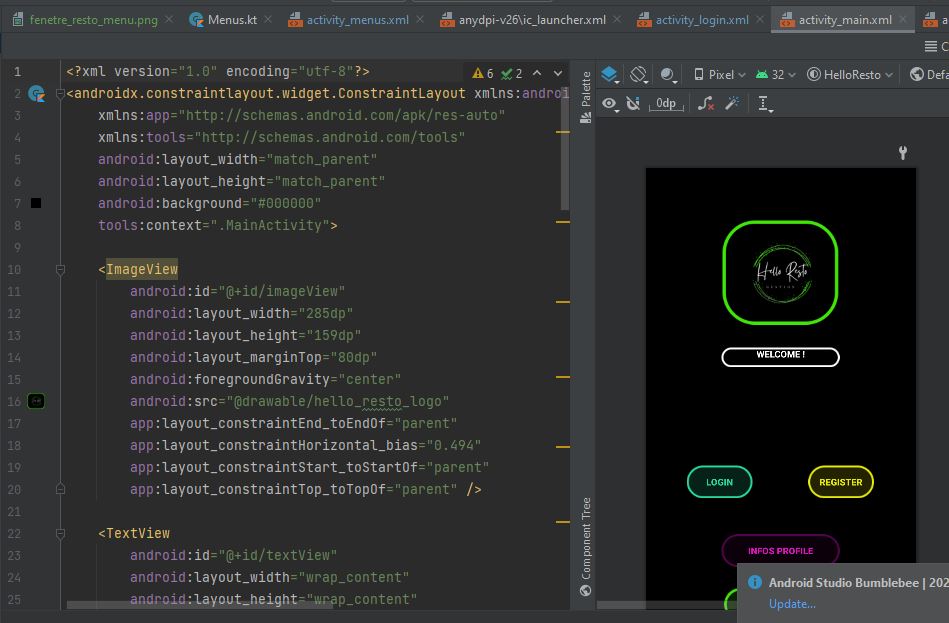 fenetre_resto_menu.png Menus.kt activity_menus.xml anydpi-v26\ic_launcher.xml activity_login.xml activity_main.xml
1 <?xml version="1.0" encoding="utf-8"?> 6 2
2 <androidx.constraintlayout.widget.ConstraintLayout xmlns:androi
3 xmlns:app="http://schemas.android.com/apk/res-auto"
4 xmlns:tools="http://schemas.android.com/tools"
5 android:layout_width="match_parent"
6 android:layout_height="match_parent"
7 android:background="#000000"
8 tools:context=".MainActivity">
9
10 <ImageView
11 android:id="@+id/imageView"
12 android:layout_width="285dp"
13 android:layout_height="159dp"
14 android:layout_marginTop="80dp"
15 android:foregroundGravity="center"
16 android:src="@drawable/hello_resto_logo"
17 app:layout_constraintEnd_toEndOf="parent"
18 app:layout_constraintHorizontal_bias="0.494"
19 app:layout_constraintStart_toStartOf="parent"
20 app:layout_constraintTop_toTopOf="parent" />
21
22 <TextView
23 android:id="@+id/textView"
24 android:layout_width="wrap_content"
25 android:layout_height="wrap_content"
Palette
Component Tree
Pixel 32 HelloResto Defa
0dp
Hello Resto
WELCOME !
LOGIN
REGISTER
INFOS PROFILE
Android Studio Bumblebee | 202
Update...